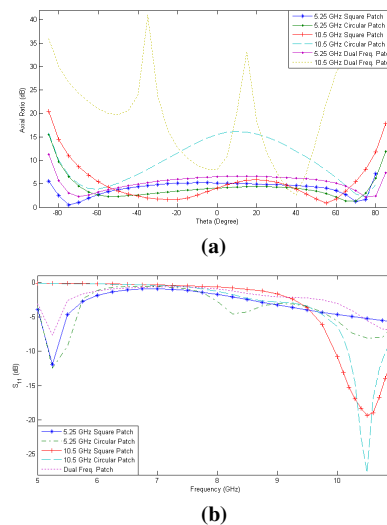 5.25 GHz Square Patch
5.25 GHz Circular Patch
10.5 GHz Square Patch
10.5 GHz Circular Patch
5.25 GHz Dual Freq. Patch
10.5 GHz Dual Freq. Patc
Axial Ratio (dB)
40
35
30
25
20
15
10
5
0
-80 -60 -40 -20 0 20 40 60 80
Theta (Degree)
(a)
S11 (dB)
0
-5
-10
-15
-20
-25
5.25 GHz Square Patch
5.25 GHz Circular Patch
10.5 GHz Square Patch
10.5 GHz Circular Patch
Dual Freq. Patch
5 6 7 8 9 10
Frequency (GHz)
(b)